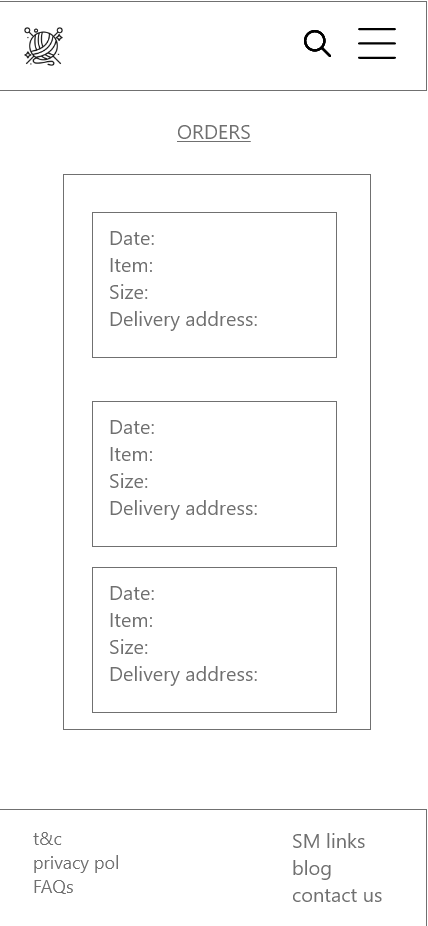 ORDERS
Date:
Item:
Size:
Delivery address:
Date:
Item:
Size:
Delivery address:
Date:
Item:
Size:
Delivery address:
t&c
privacy pol
FAQs
SM links
blog
contact us